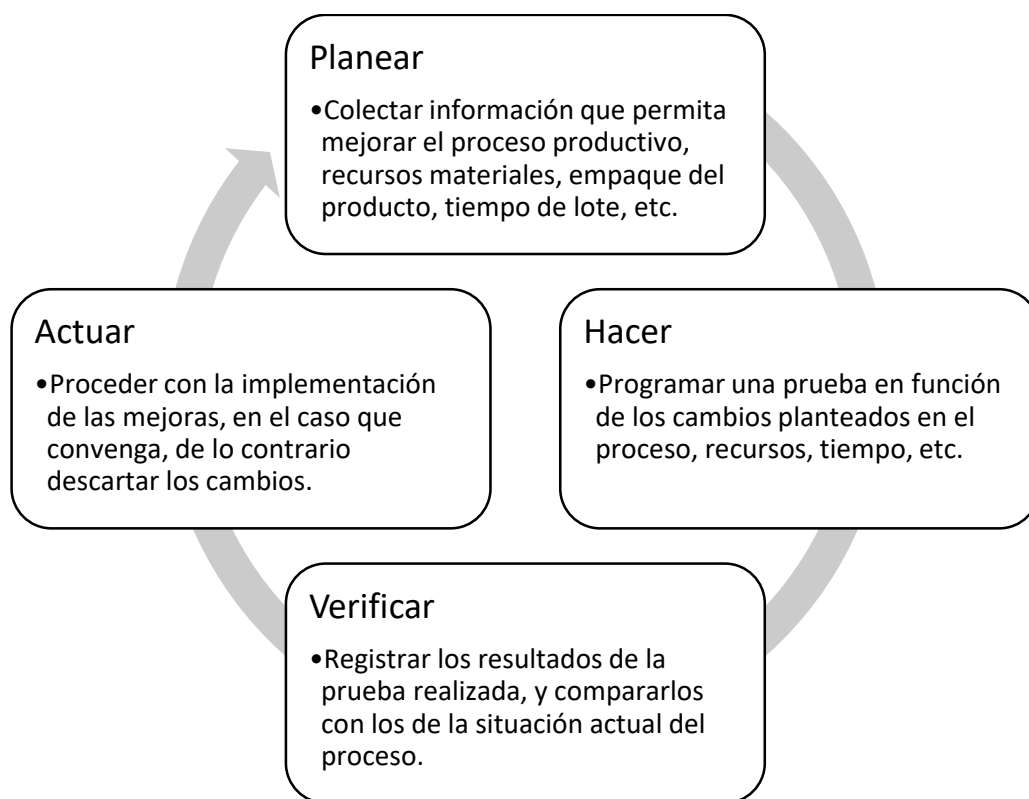 Planear
•Colectar información que permita
mejorar el proceso productivo,
recursos materiales, empaque del
producto, tiempo de lote, etc.
Hacer
•Programar una prueba en función
de los cambios planteados en el
proceso, recursos, tiempo, etc.
Verificar
•Registrar los resultados de la
prueba realizada, y compararlos
con los de la situación actual del
proceso.
Actuar
•Proceder con la implementación
de las mejoras, en el caso que
convenga, de lo contrario
descartar los cambios.